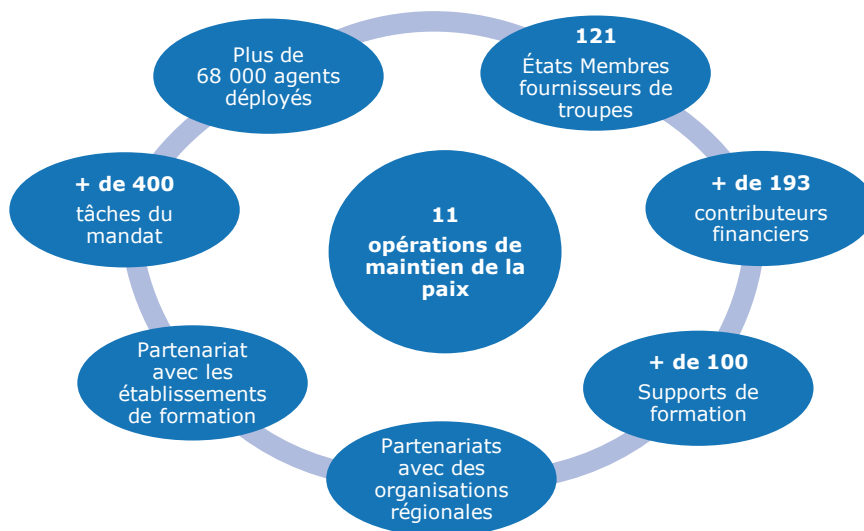 Plus de
68 000 agents
déployés
121
États Membres
fournisseurs de
troupes
+ de 400
tâches du
mandat
+ de 193
contributeurs
financiers
11
opérations de
maintien de la
paix
Partenariat
avec les
établissements
de formation
+ de 100
Supports de
formation
Partenariats
avec des
organisations
régionales